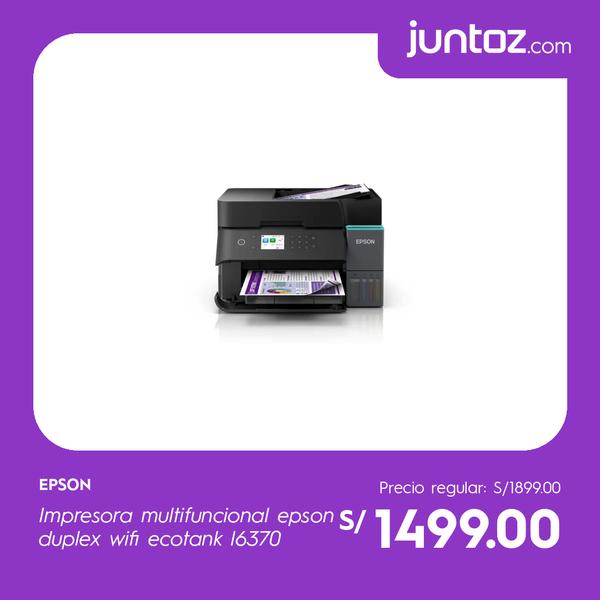 juntoz.com
EPSON
EPSON
Precio regular: S/1899.00
Impresora multifuncional epson
duplex wifi ecotank l6370
S/ 1499.00